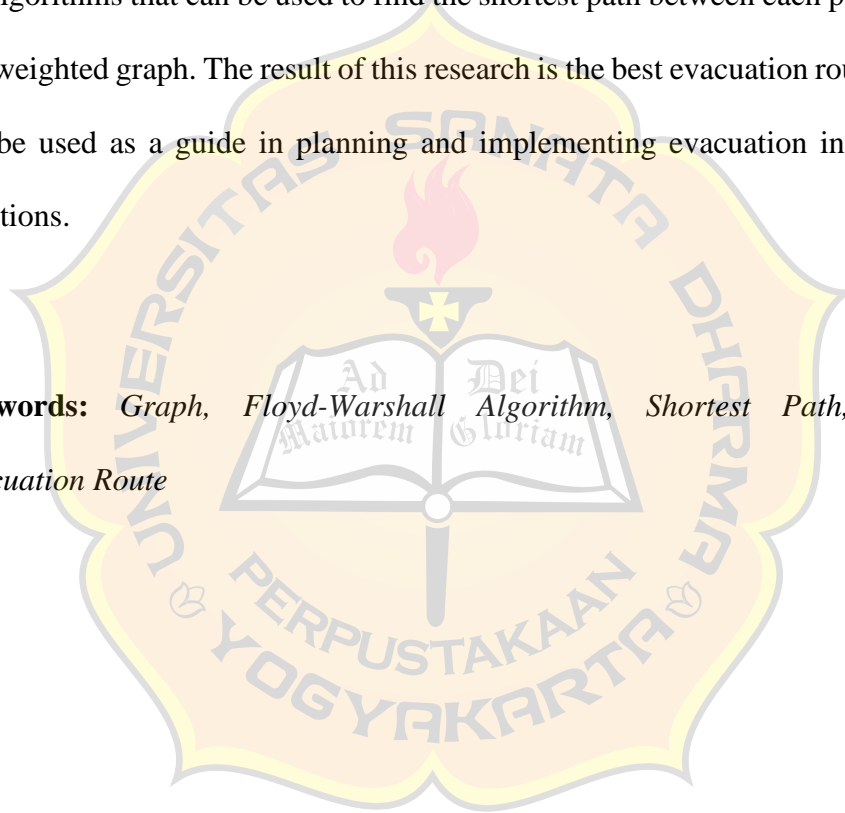 lgorithms that can be used to find the shortest path between each p
weighted graph. The result of this research is the best evacuation rou
be used as a guide in planning and implementing evacuation in
tions.
words: Graph, Floyd-Warshall Algorithm, Shortest Path,
cuation Route
UNIVERSITAS SANATA DHARMA
Ad Dei
Maiorem Gloriam
PERPUSTAKAAN
YOGYAKARTA